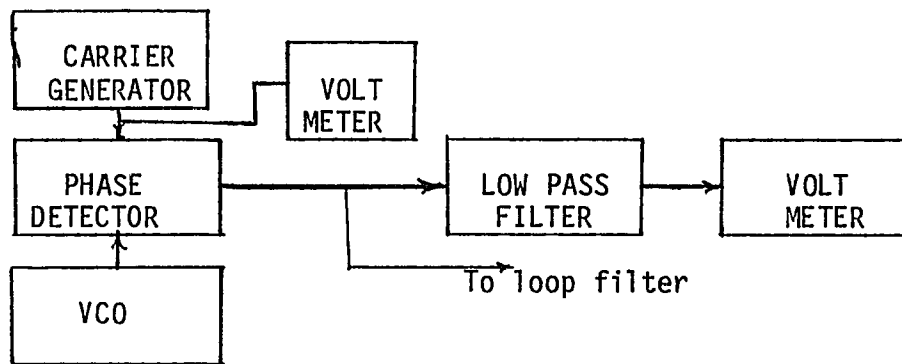 CARRIER
GENERATOR
VOLT
METER
PHASE
DETECTOR
LOW PASS
FILTER
VOLT
METER
To loop filter
VCO